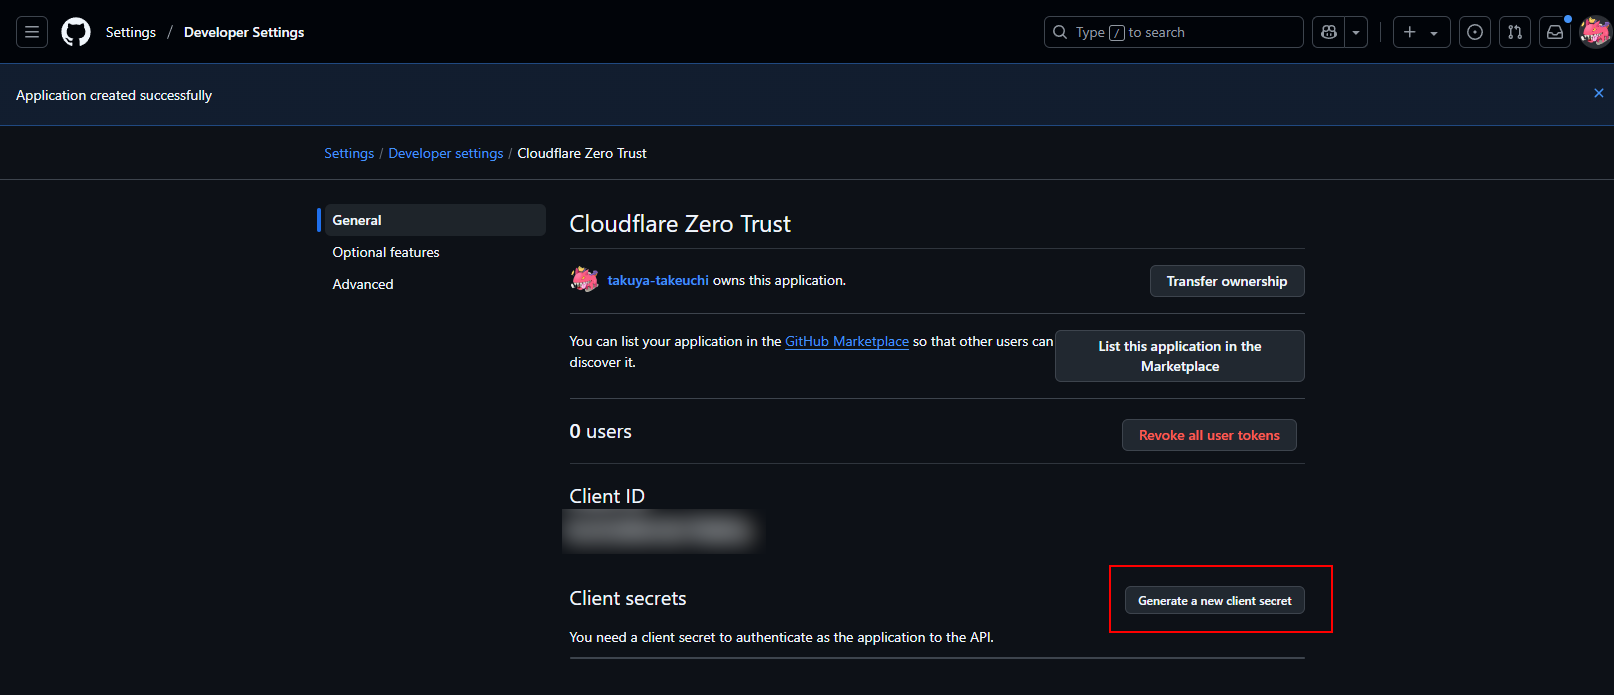 Settings / Developer Settings
Type / to search
Application created successfully
Settings / Developer settings / Cloudflare Zero Trust
General
Optional features
Advanced
Cloudflare Zero Trust
takuya-takeuchi owns this application.
Transfer ownership
You can list your application in the GitHub Marketplace so that other users can
discover it.
List this application in the
Marketplace
0 users
Revoke all user tokens
Client ID
Client secrets
Generate a new client secret
You need a client secret to authenticate as the application to the API.